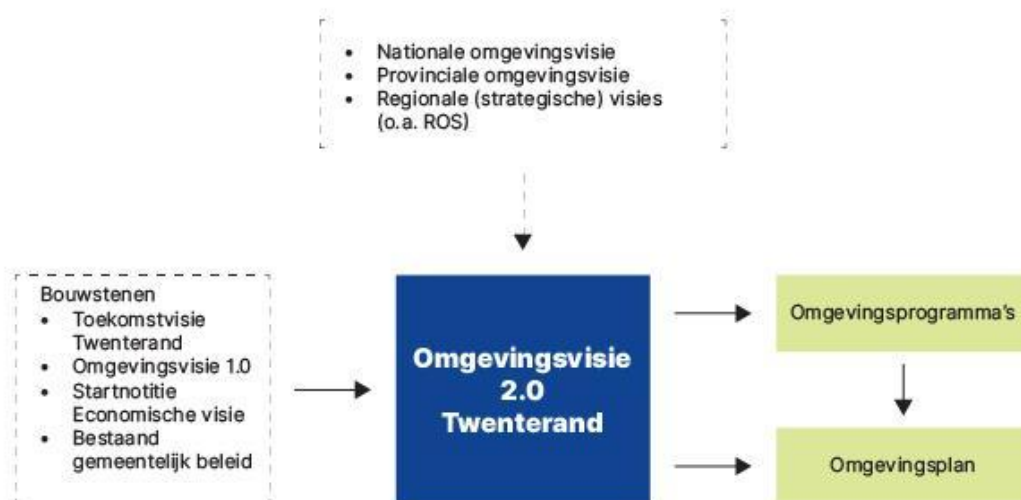 • Nationale omgevingsvisie
• Provinciale omgevingsvisie
• Regionale (strategische) visies
(o.a. ROS)
Bouwstenen
• Toekomstvisie
Twenterand
• Omgevingsvisie 1.0
• Startnotitie
Economische visie
• Bestaand
gemeentelijk beleid
Omgevingsvisie
2.0
Twenterand
Omgevingsprogramma's
Omgevingsplan